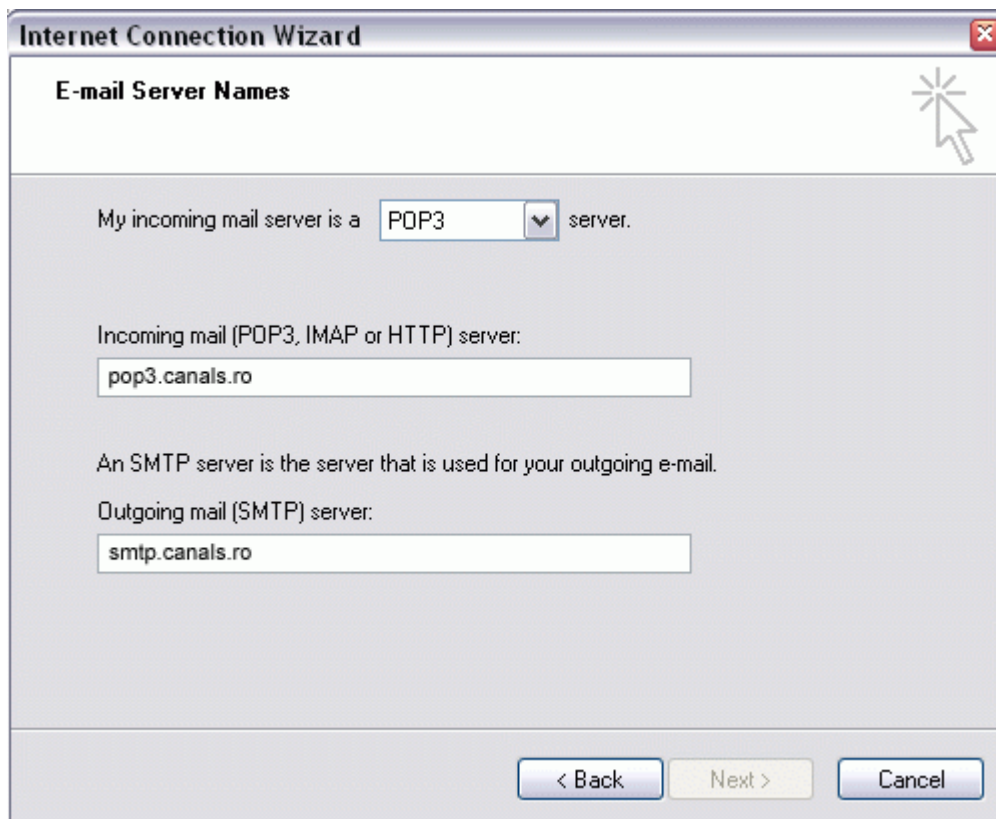 Internet Connection Wizard
E-mail Server Names
My incoming mail server is a POP3 server.
Incoming mail (POP3, IMAP or HTTP) server:
pop3.canals.ro
An SMTP server is the server that is used for your outgoing e-mail.
Outgoing mail (SMTP) server:
smtp.canals.ro
< Back Next > Cancel